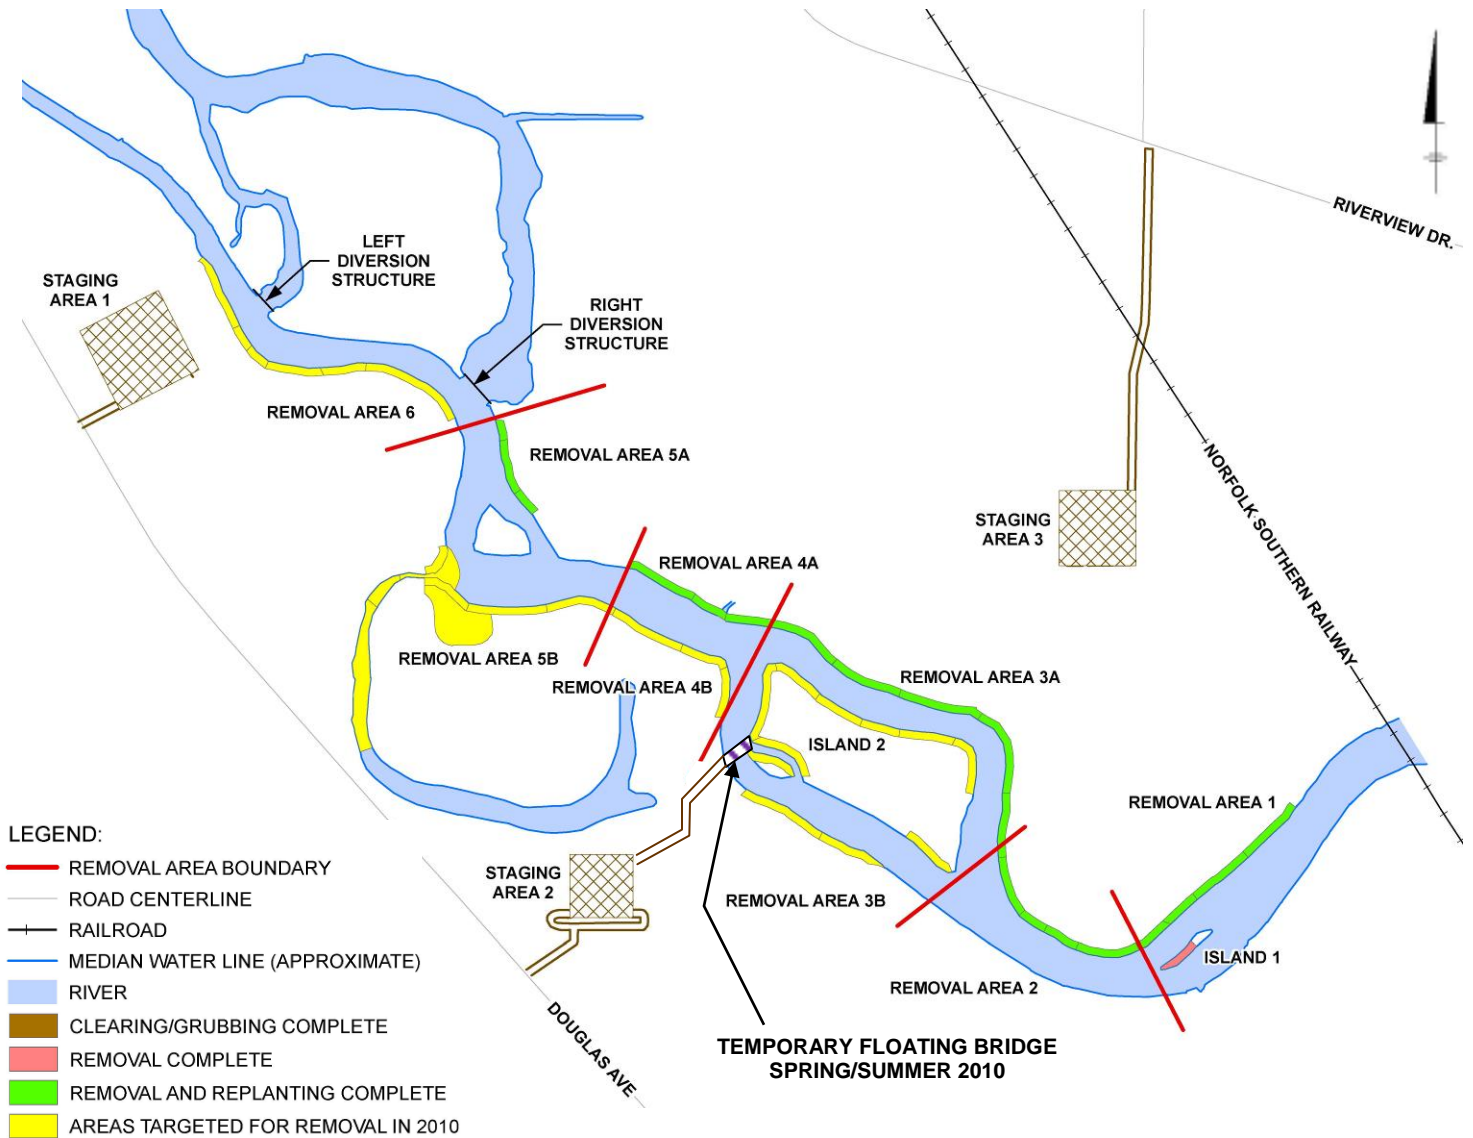 RIVERVIEW DR.
LEFT
DIVERSION
STRUCTURE
STAGING
AREA 1
RIGHT
DIVERSION
STRUCTURE
REMOVAL AREA 6
REMOVAL AREA 5A
NORFOLK SOUTHERN RAILWAY
STAGING
AREA 3
REMOVAL AREA 4A
REMOVAL AREA 5B
REMOVAL AREA 4B
REMOVAL AREA 3A
ISLAND 2
REMOVAL AREA 1
STAGING
AREA 2
REMOVAL AREA 3B
ISLAND 1
REMOVAL AREA 2
DOUGLAS AVE
TEMPORARY FLOATING BRIDGE
SPRING/SUMMER 2010
LEGEND:
REMOVAL AREA BOUNDARY
ROAD CENTERLINE
RAILROAD
MEDIAN WATER LINE (APPROXIMATE)
RIVER
CLEARING/GRUBBING COMPLETE
REMOVAL COMPLETE
REMOVAL AND REPLANTING COMPLETE
AREAS TARGETED FOR REMOVAL IN 2010